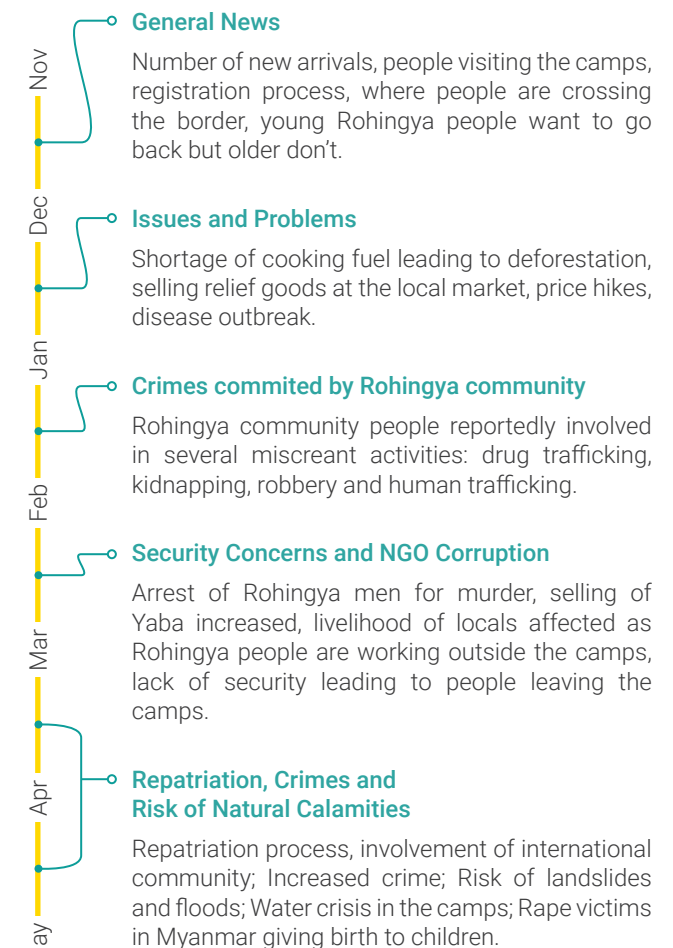 General News
Number of new arrivals, people visiting the camps,
registration process, where people are crossing
the border, young Rohingya people want to go
back but older don't.
Nov
Dec
Issues and Problems
Shortage of cooking fuel leading to deforestation,
selling relief goods at the local market, price hikes,
disease outbreak.
Jan
Crimes commited by Rohingya community
Rohingya community people reportedly involved
in several miscreant activities: drug trafficking,
kidnapping, robbery and human trafficking.
Feb
Security Concerns and NGO Corruption
Arrest of Rohingya men for murder, selling of
Yaba increased, livelihood of locals affected as
Rohingya people are working outside the camps,
lack of security leading to people leaving the
camps.
Mar
Repatriation, Crimes and
Risk of Natural Calamities
Apr
Repatriation process, involvement of international
community; Increased crime; Risk of landslides
and floods; Water crisis in the camps; Rape victims
in Myanmar giving birth to children.
ay